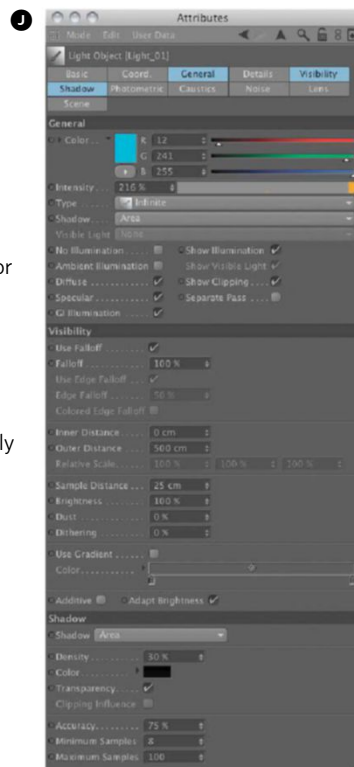 J
Attributes
Mode Edit User Data
Light Object [Light_01]
Basic Coord. General Details Visibility
Shadow Photometric Caustics Noise Lens
Scene
General
Color... R 12
G 241
B 255
Intensity.... 216 %
Type...... Infinite
Shadow.... Area
Visible Light None
No Illumination..... Show Illumination
or
Ambient Illumination Show Visible Light
Diffuse....... Show Clipping....
Specular....... Separate Pass....
GI Illumination.....
Visibility
Use Falloff........
Falloff........ 100 %
Use Edge Falloff...
Edge Falloff..... 50 %
Colored Edge Falloff
ly
Inner Distance..... 0 cm
Outer Distance.... 500 cm
Relative Scale...... 100 % 100 % 100 %
Sample Distance... 25 cm
Brightness........ 100 %
Dust............ 0 %
Dithering........ 0 %
Use Gradient......
Color...........
Additive Adapt Brightness
Shadow
Shadow Area
Density......... 30 %
Color..........
Transparency.....
Clipping Influence
Accuracy......... 75 %
Minimum Samples 8
Maximum Samples 100